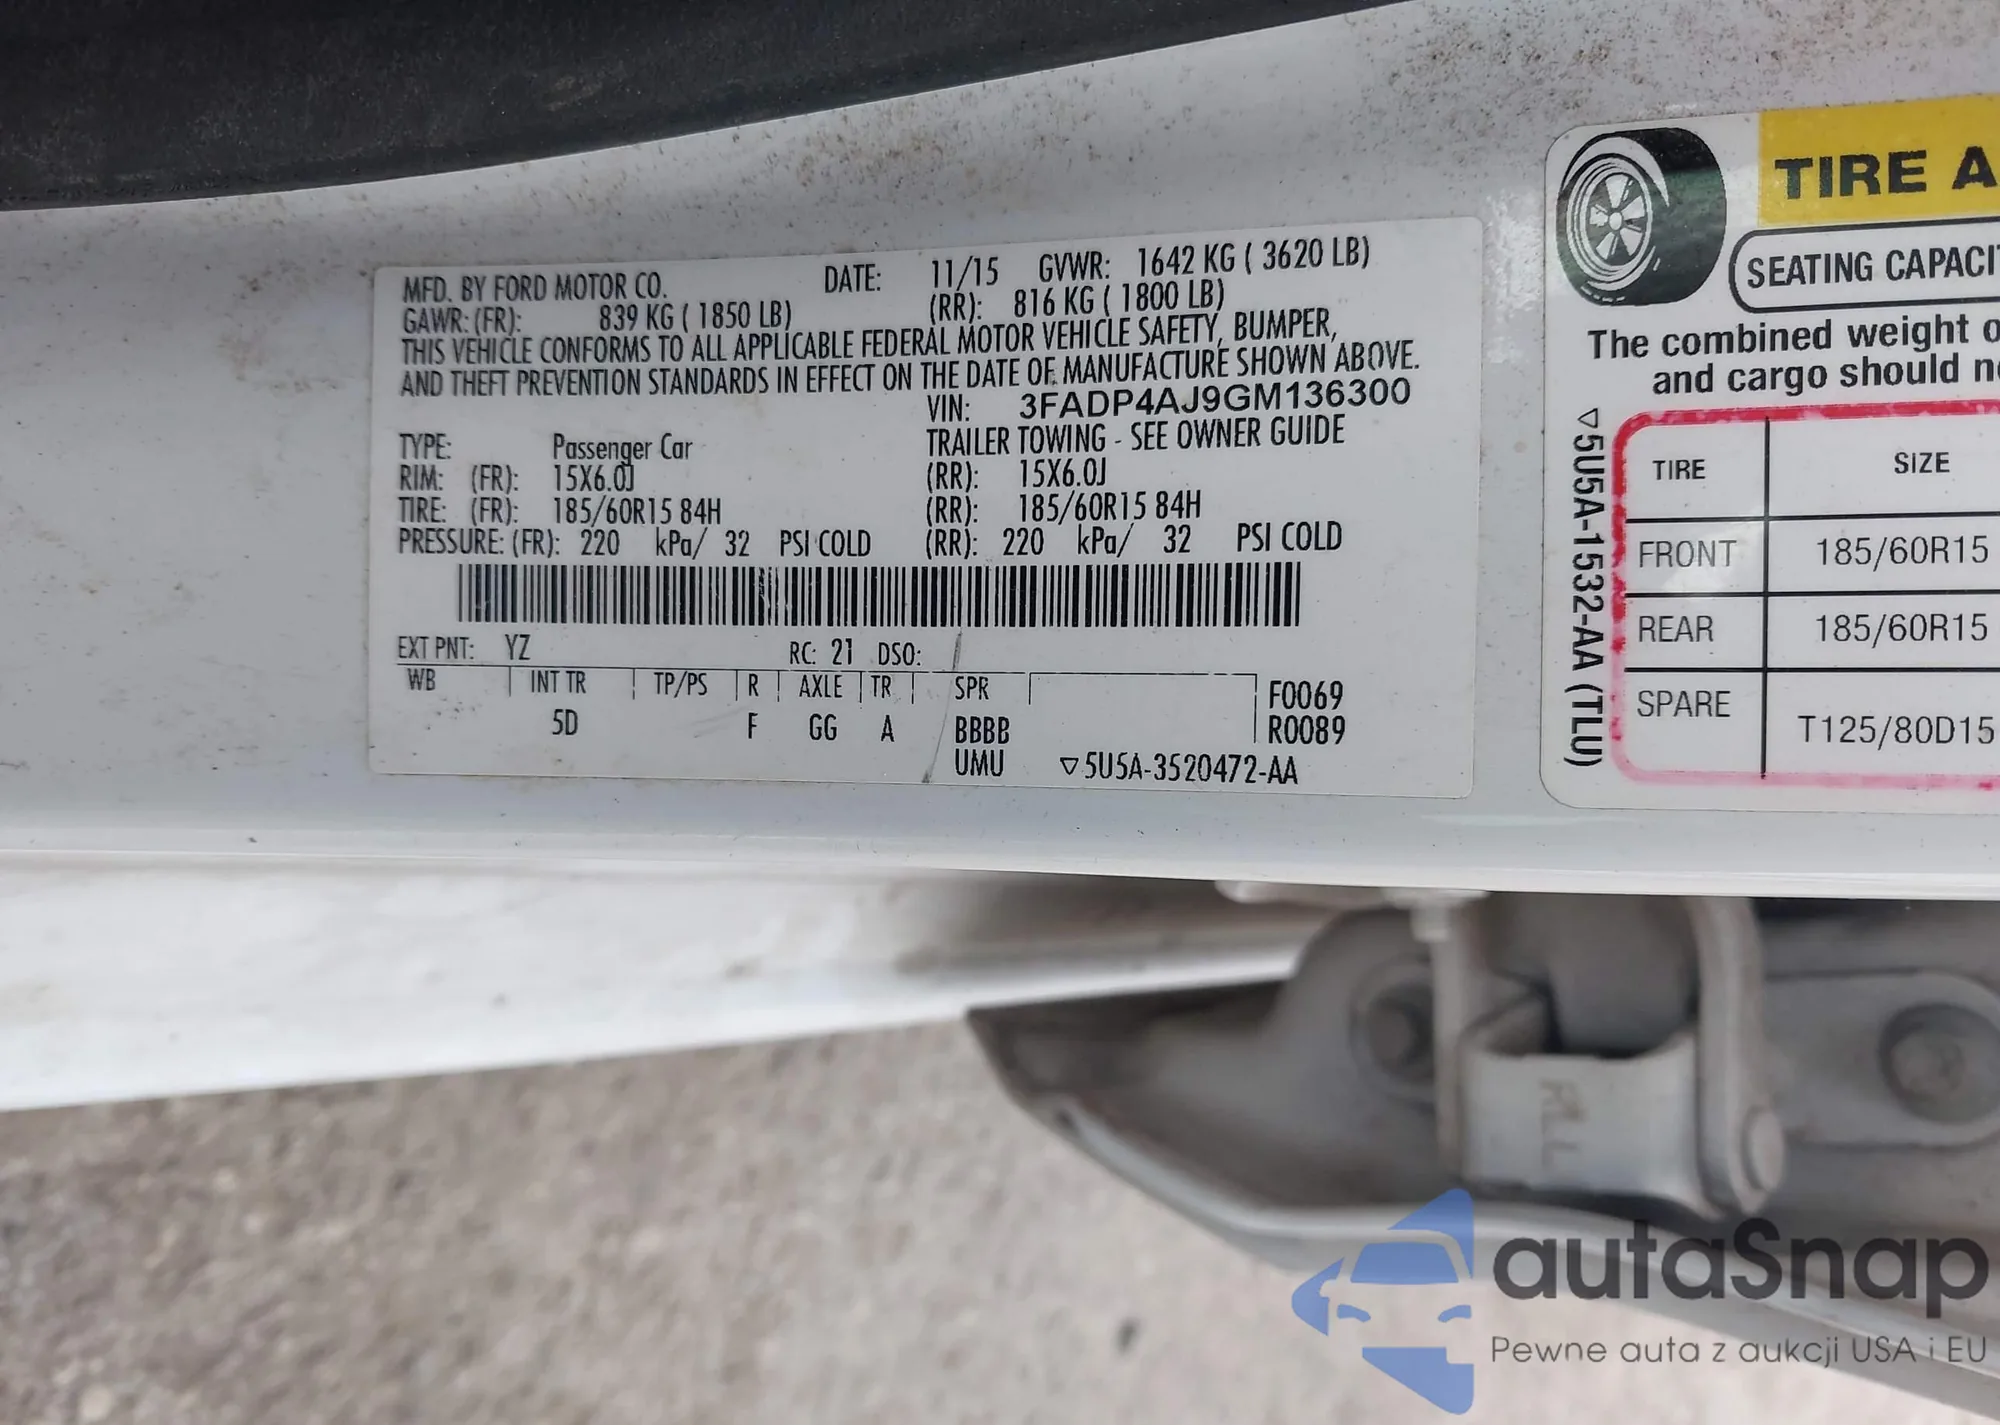 MFD. BY FORD MOTOR CO. DATE: 11/15 GVWR: 1642 KG ( 3620 LB)
GAWR: (FR): 839 KG ( 1850 LB) (RR): 816 KG ( 1800 LB)
THIS VEHICLE CONFORMS TO ALL APPLICABLE FEDERAL MOTOR VEHICLE SAFETY, BUMPER,
AND THEFT PREVENTION STANDARDS IN EFFECT ON THE DATE OF MANUFACTURE SHOWN ABOVE.
VIN: 3FADP4AJ9GM136300
TYPE: Passenger Car TRAILER TOWING - SEE OWNER GUIDE
RIM: (FR): 15X6.0J (RR): 15X6.0J
TIRE: (FR): 185/60R15 84H (RR): 185/60R15 84H
PRESSURE: (FR): 220 kPa/ 32 PSI COLD (RR): 220 kPa/ 32 PSI COLD
EXT PNT: YZ RC: 21 DSO:
WB INT TR TP/PS R AXLE TR SPR F0069
5D F GG A BBBB R0089
UMU ▽5U5A-3520472-AA
TIRE A
SEATING CAPACI
The combined weight o
and cargo should n
▽5U5A-1532-AA (TLU)
TIRE SIZE
FRONT 185/60R15
REAR 185/60R15
SPARE T125/80D15
autaSnap
Pewne auta z aukcji USA i EU